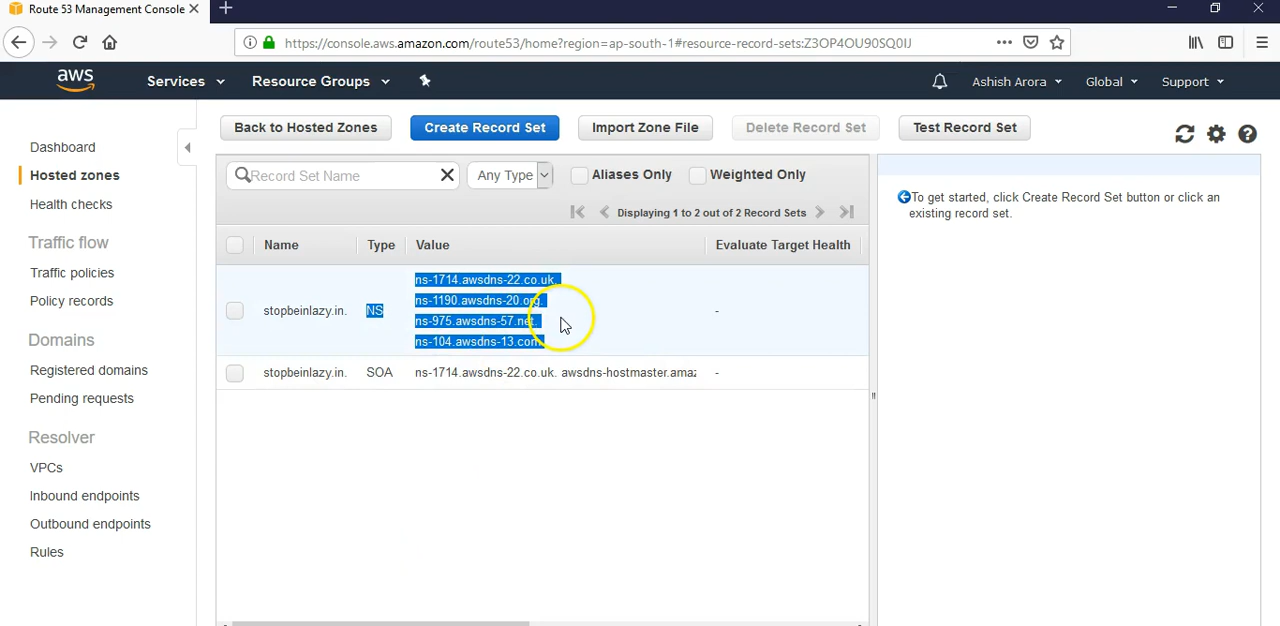 Route 53 Management Console
https://console.aws.amazon.com/route53/home?region=ap-south-1#resource-record-sets:Z3OP4OU90SQ0IJ
aws
Services
Resource Groups
Ashish Arora
Global
Support
Back to Hosted Zones
Create Record Set
Import Zone File
Delete Record Set
Test Record Set
Dashboard
Hosted zones
Health checks
Traffic flow
Traffic policies
Policy records
Domains
Registered domains
Pending requests
Resolver
VPCs
Inbound endpoints
Outbound endpoints
Rules
Record Set Name
Any Type
Aliases Only
Weighted Only
Displaying 1 to 2 out of 2 Record Sets
Name Type Value Evaluate Target Health
stopbeinlazy.in. NS
ns-1714.awsdns-22.co.uk.
ns-1190.awsdns-20.org.
ns-975.awsdns-57.net.
ns-104.awsdns-13.com.
-
stopbeinlazy.in. SOA ns-1714.awsdns-22.co.uk. awsdns-hostmaster.amaz -
To get started, click Create Record Set button or click an
existing record set.